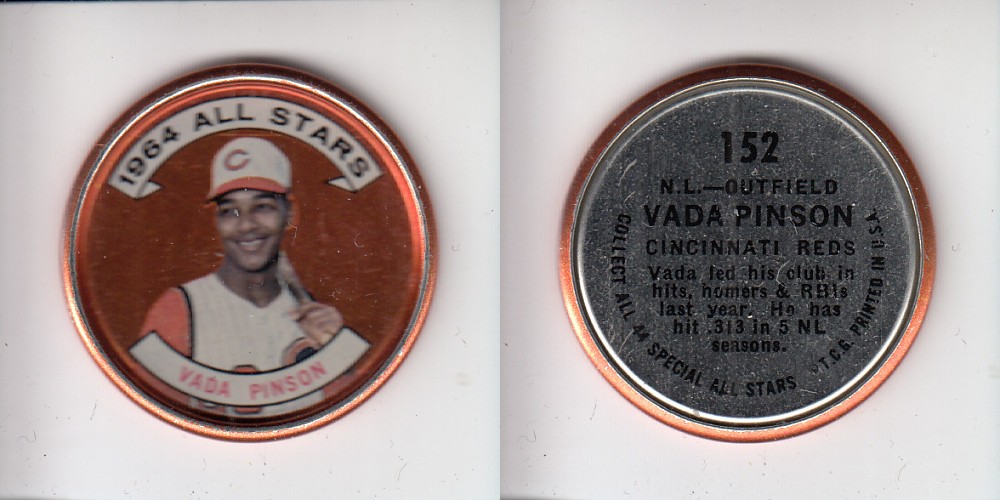 1964 ALL STARS
C
VADA PINSON
152
N.L.—OUTFIELD
VADA PINSON
CINCINNATI REDS
Vada led his club in
hits, homers & RBIs
last year. He has
hit .313 in 5 NL
seasons.
COLLECT ALL 44 SPECIAL ALL STARS
©T.C.G. PRINTED IN U.S.A.